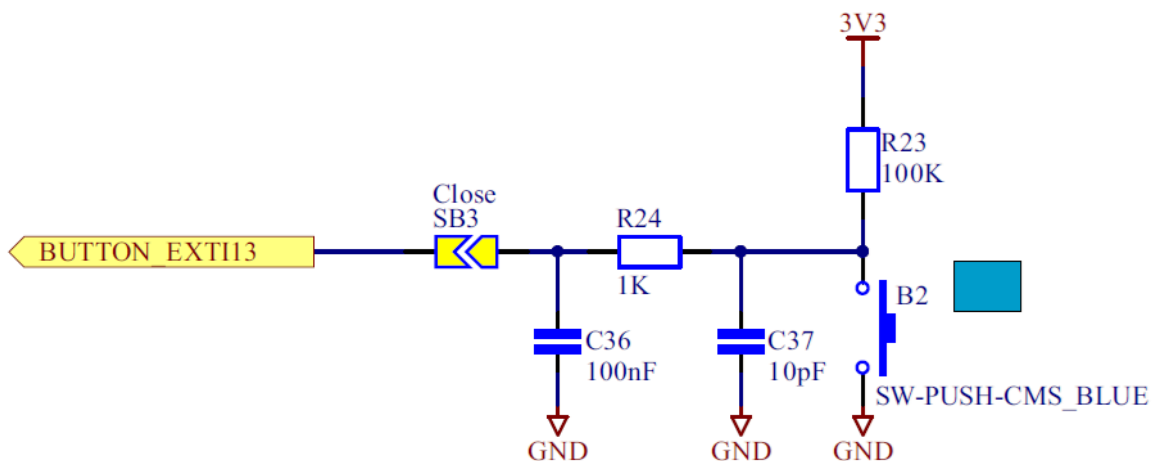 3V3
R23
100K
Close
SB3
R24
BUTTON_EXTI13
1K
B2
C36
100nF
C37
10pF
SW-PUSH-CMS_BLUE
GND
GND
GND